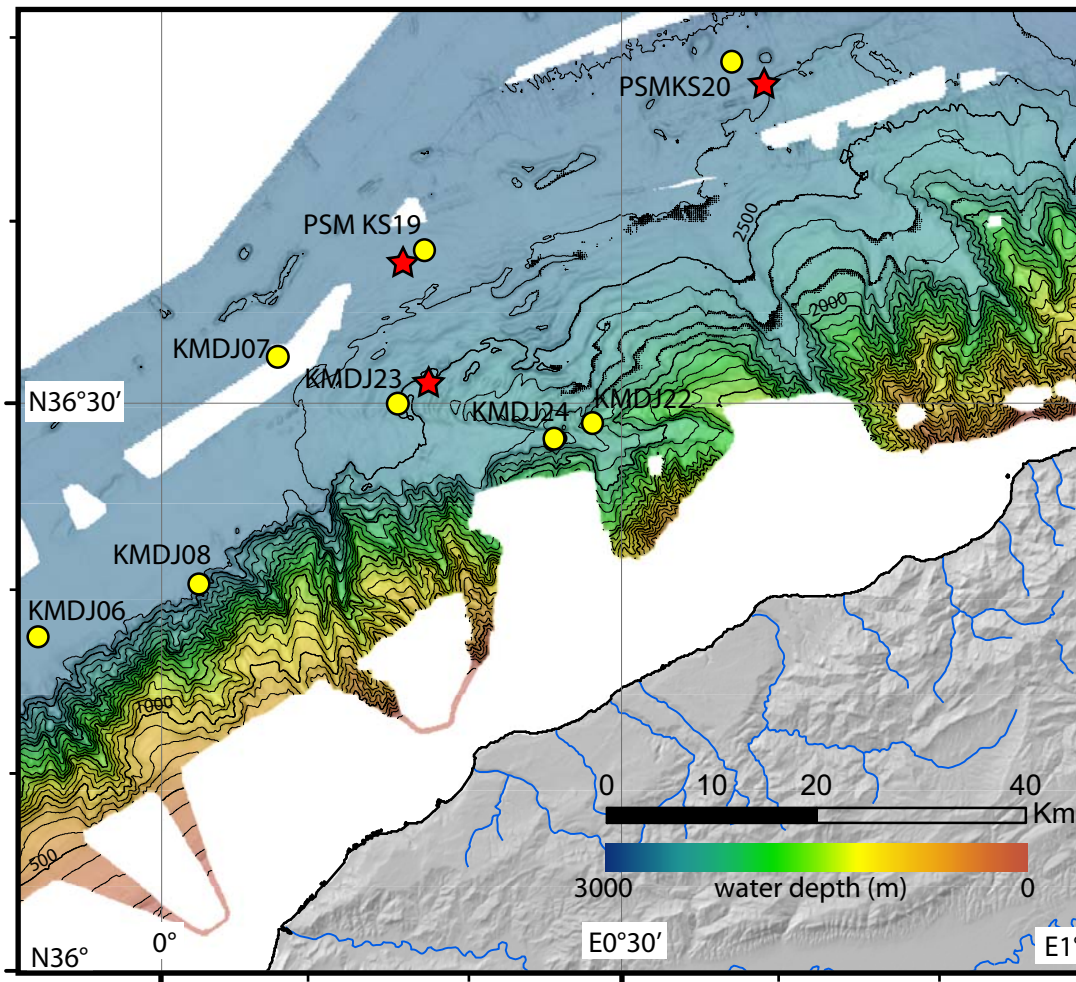 PSMKS20
2500
PSM KS19
2000
KMDJ07
KMDJ23
N36°30’
KMDJ24
KMDJ22
KMDJ08
KMDJ06
1000
0 10 20 40
Km
500
3000 water depth (m) 0
0°
E0°30’
E1°
N36°